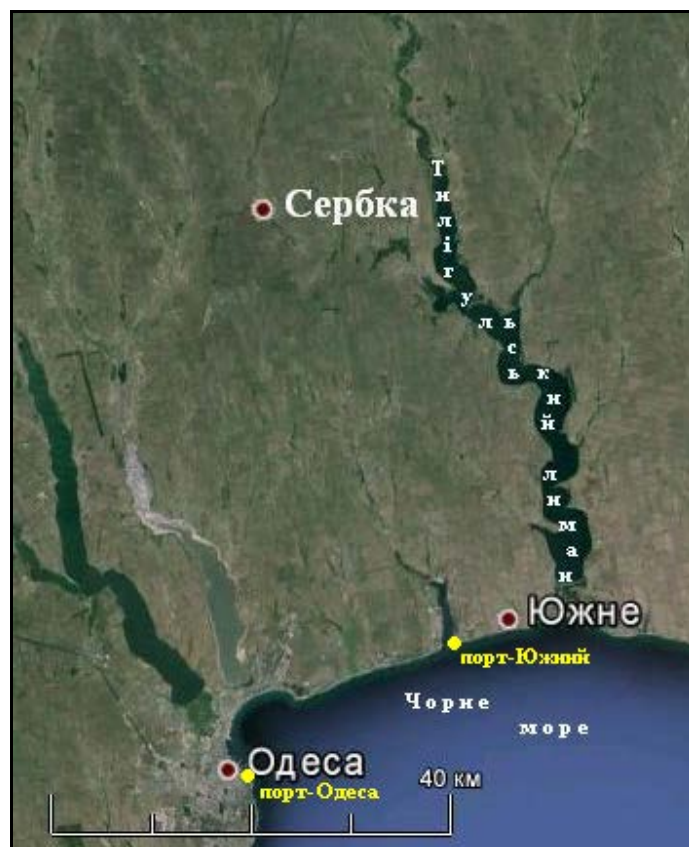 Сербка
Тилігульський лиман
Южне
порт-Южний
Чорне
море
Одеса
порт-Одеса
40 км